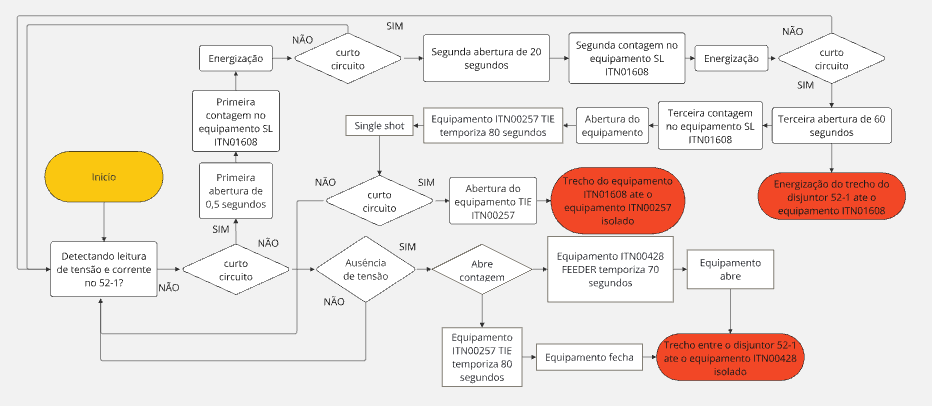 SIM
NÃO
curto
circuito
Energização
Segunda abertura de 20
segundos
Segunda contagem no
equipamento SL
ITN01608
Energização
NÃO
curto
circuito
SIM
Primeira
contagem no
equipamento SL
ITN01608
Single shot
Equipamento ITN00257 TIE
temporiza 80 segundos
Abertura do
equipamento
Terceira contagem
no equipamento SL
ITN01608
Terceira abertura de 60
segundos
Inicio
Primeira
abertura de
0,5 segundos
NÃO
curto
circuito
SIM
Abertura do
equipamento TIE
ITN00257
Trecho do equipamento
ITN01608 ate o
equipamento ITN00257
isolado
Energização do trecho do
disjuntor 52-1 ate o
equipamento ITN01608
SIM
NÃO
Detectando leitura
de tensão e corrente
no 52-1?
NÃO
curto
circuito
Ausência
de tensão
SIM
NÃO
Abre
contagem
Equipamento ITN00428
FEEDER temporiza 70
segundos
Equipamento
abre
Equipamento
ITN00257 TIE
temporiza 80
segundos
Equipamento fecha
Trecho entre o disjuntor 52-1
ate o equipamento ITN00428
isolado